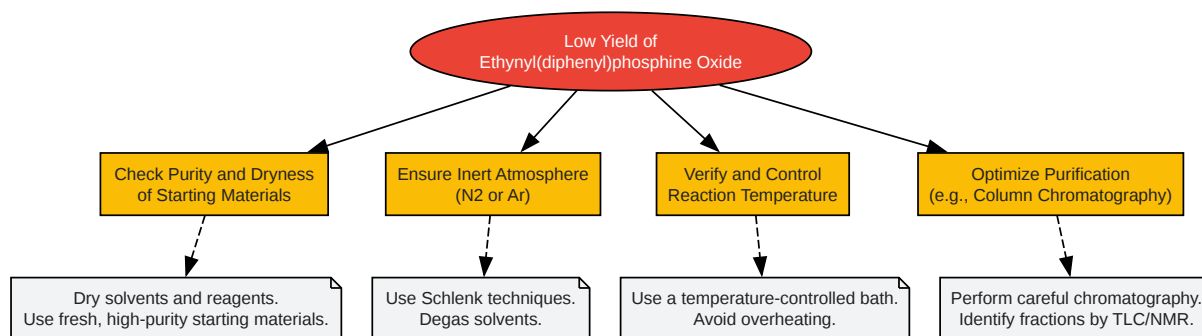 Low Yield of
Ethynyl(diphenyl)phosphine Oxide
Check Purity and Dryness
of Starting Materials
Ensure Inert Atmosphere
(N2 or Ar)
Verify and Control
Reaction Temperature
Optimize Purification
(e.g., Column Chromatography)
Dry solvents and reagents.
Use fresh, high-purity starting materials.
Use Schlenk techniques.
Degas solvents.
Use a temperature-controlled bath.
Avoid overheating.
Perform careful chromatography.
Identify fractions by TLC/NMR.